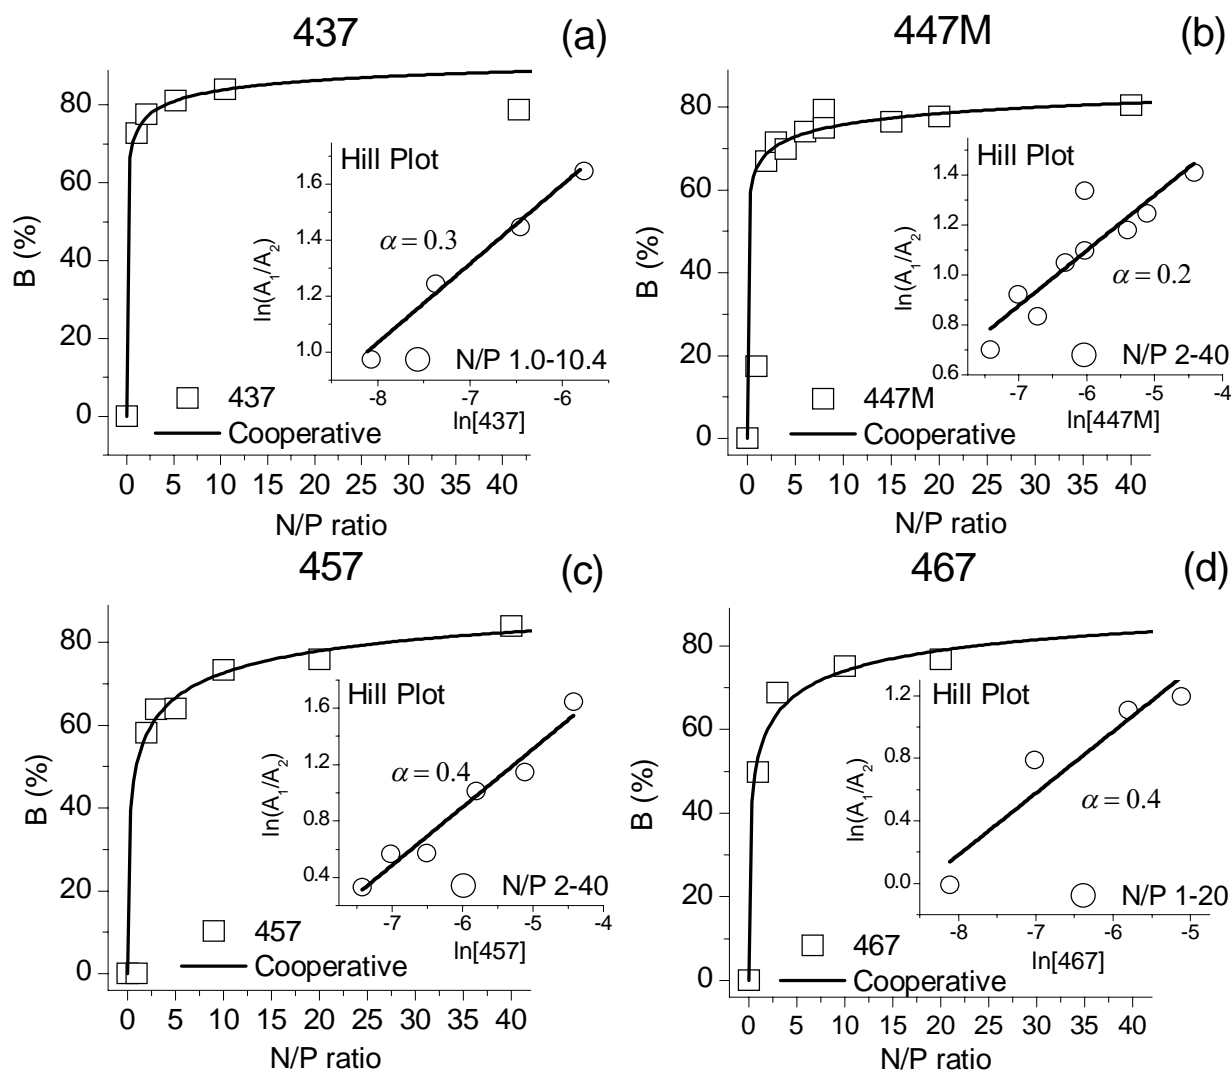 437
(a)
B (%)
80
60
40
20
0
0 5 10 15 20 25 30 35 40
N/P ratio
437
Cooperative
Hill Plot
ln(A1/A2)
1.6
1.4
1.2
1.0
α = 0.3
N/P 1.0-10.4
-8 -7 -6
ln[437]
447M
(b)
B (%)
80
60
40
20
0
0 5 10 15 20 25 30 35 40
N/P ratio
447M
Cooperative
Hill Plot
ln(A1/A2)
1.4
1.2
1.0
0.8
0.6
α = 0.2
N/P 2-40
-7 -6 -5 -4
ln[447M]
457
(c)
B (%)
80
60
40
20
0
0 5 10 15 20 25 30 35 40
N/P ratio
457
Cooperative
Hill Plot
ln(A1/A2)
1.6
1.2
0.8
0.4
α = 0.4
N/P 2-40
-7 -6 -5 -4
ln[457]
467
(d)
B (%)
80
60
40
20
0
0 5 10 15 20 25 30 35 40
N/P ratio
467
Cooperative
Hill Plot
ln(A1/A2)
1.2
0.8
0.4
0.0
α = 0.4
N/P 1-20
-8 -7 -6 -5
ln[467]